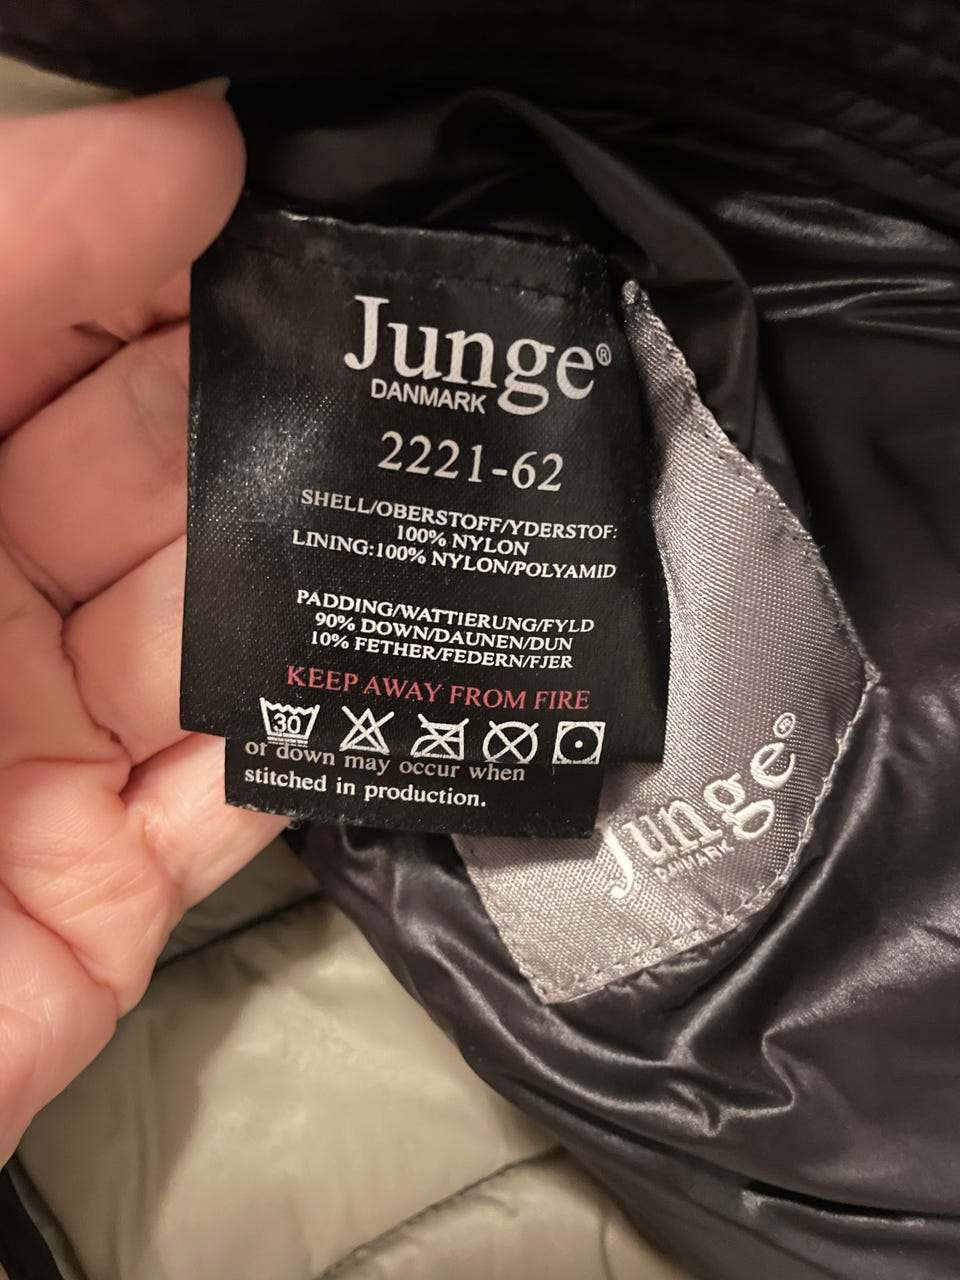 Junge®
DANMARK
2221-62
SHELL/OBERSTOFF/YDERSTOF:
100% NYLON
LINING:100% NYLON/POLYAMID
PADDING/WATTIERUNG/FYLD
90% DOWN/DAUNEN/DUN
10% FETHER/FEDERN/FJER
KEEP AWAY FROM FIRE
30
or down may occur when
stitched in production.
Junge®
DANMARK